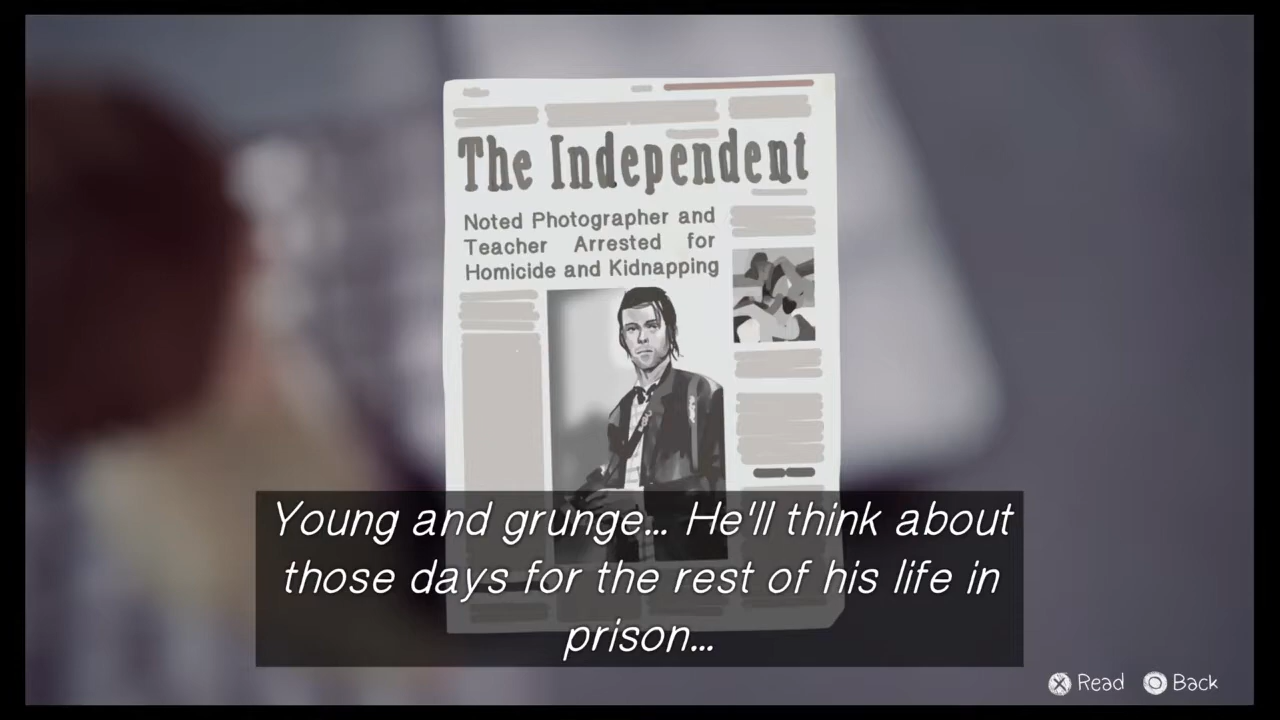 The Independent
Noted Photographer and
Teacher Arrested for
Homicide and Kidnapping
Young and grunge... He'll think about
those days for the rest of his life in
prison...
Read
Back